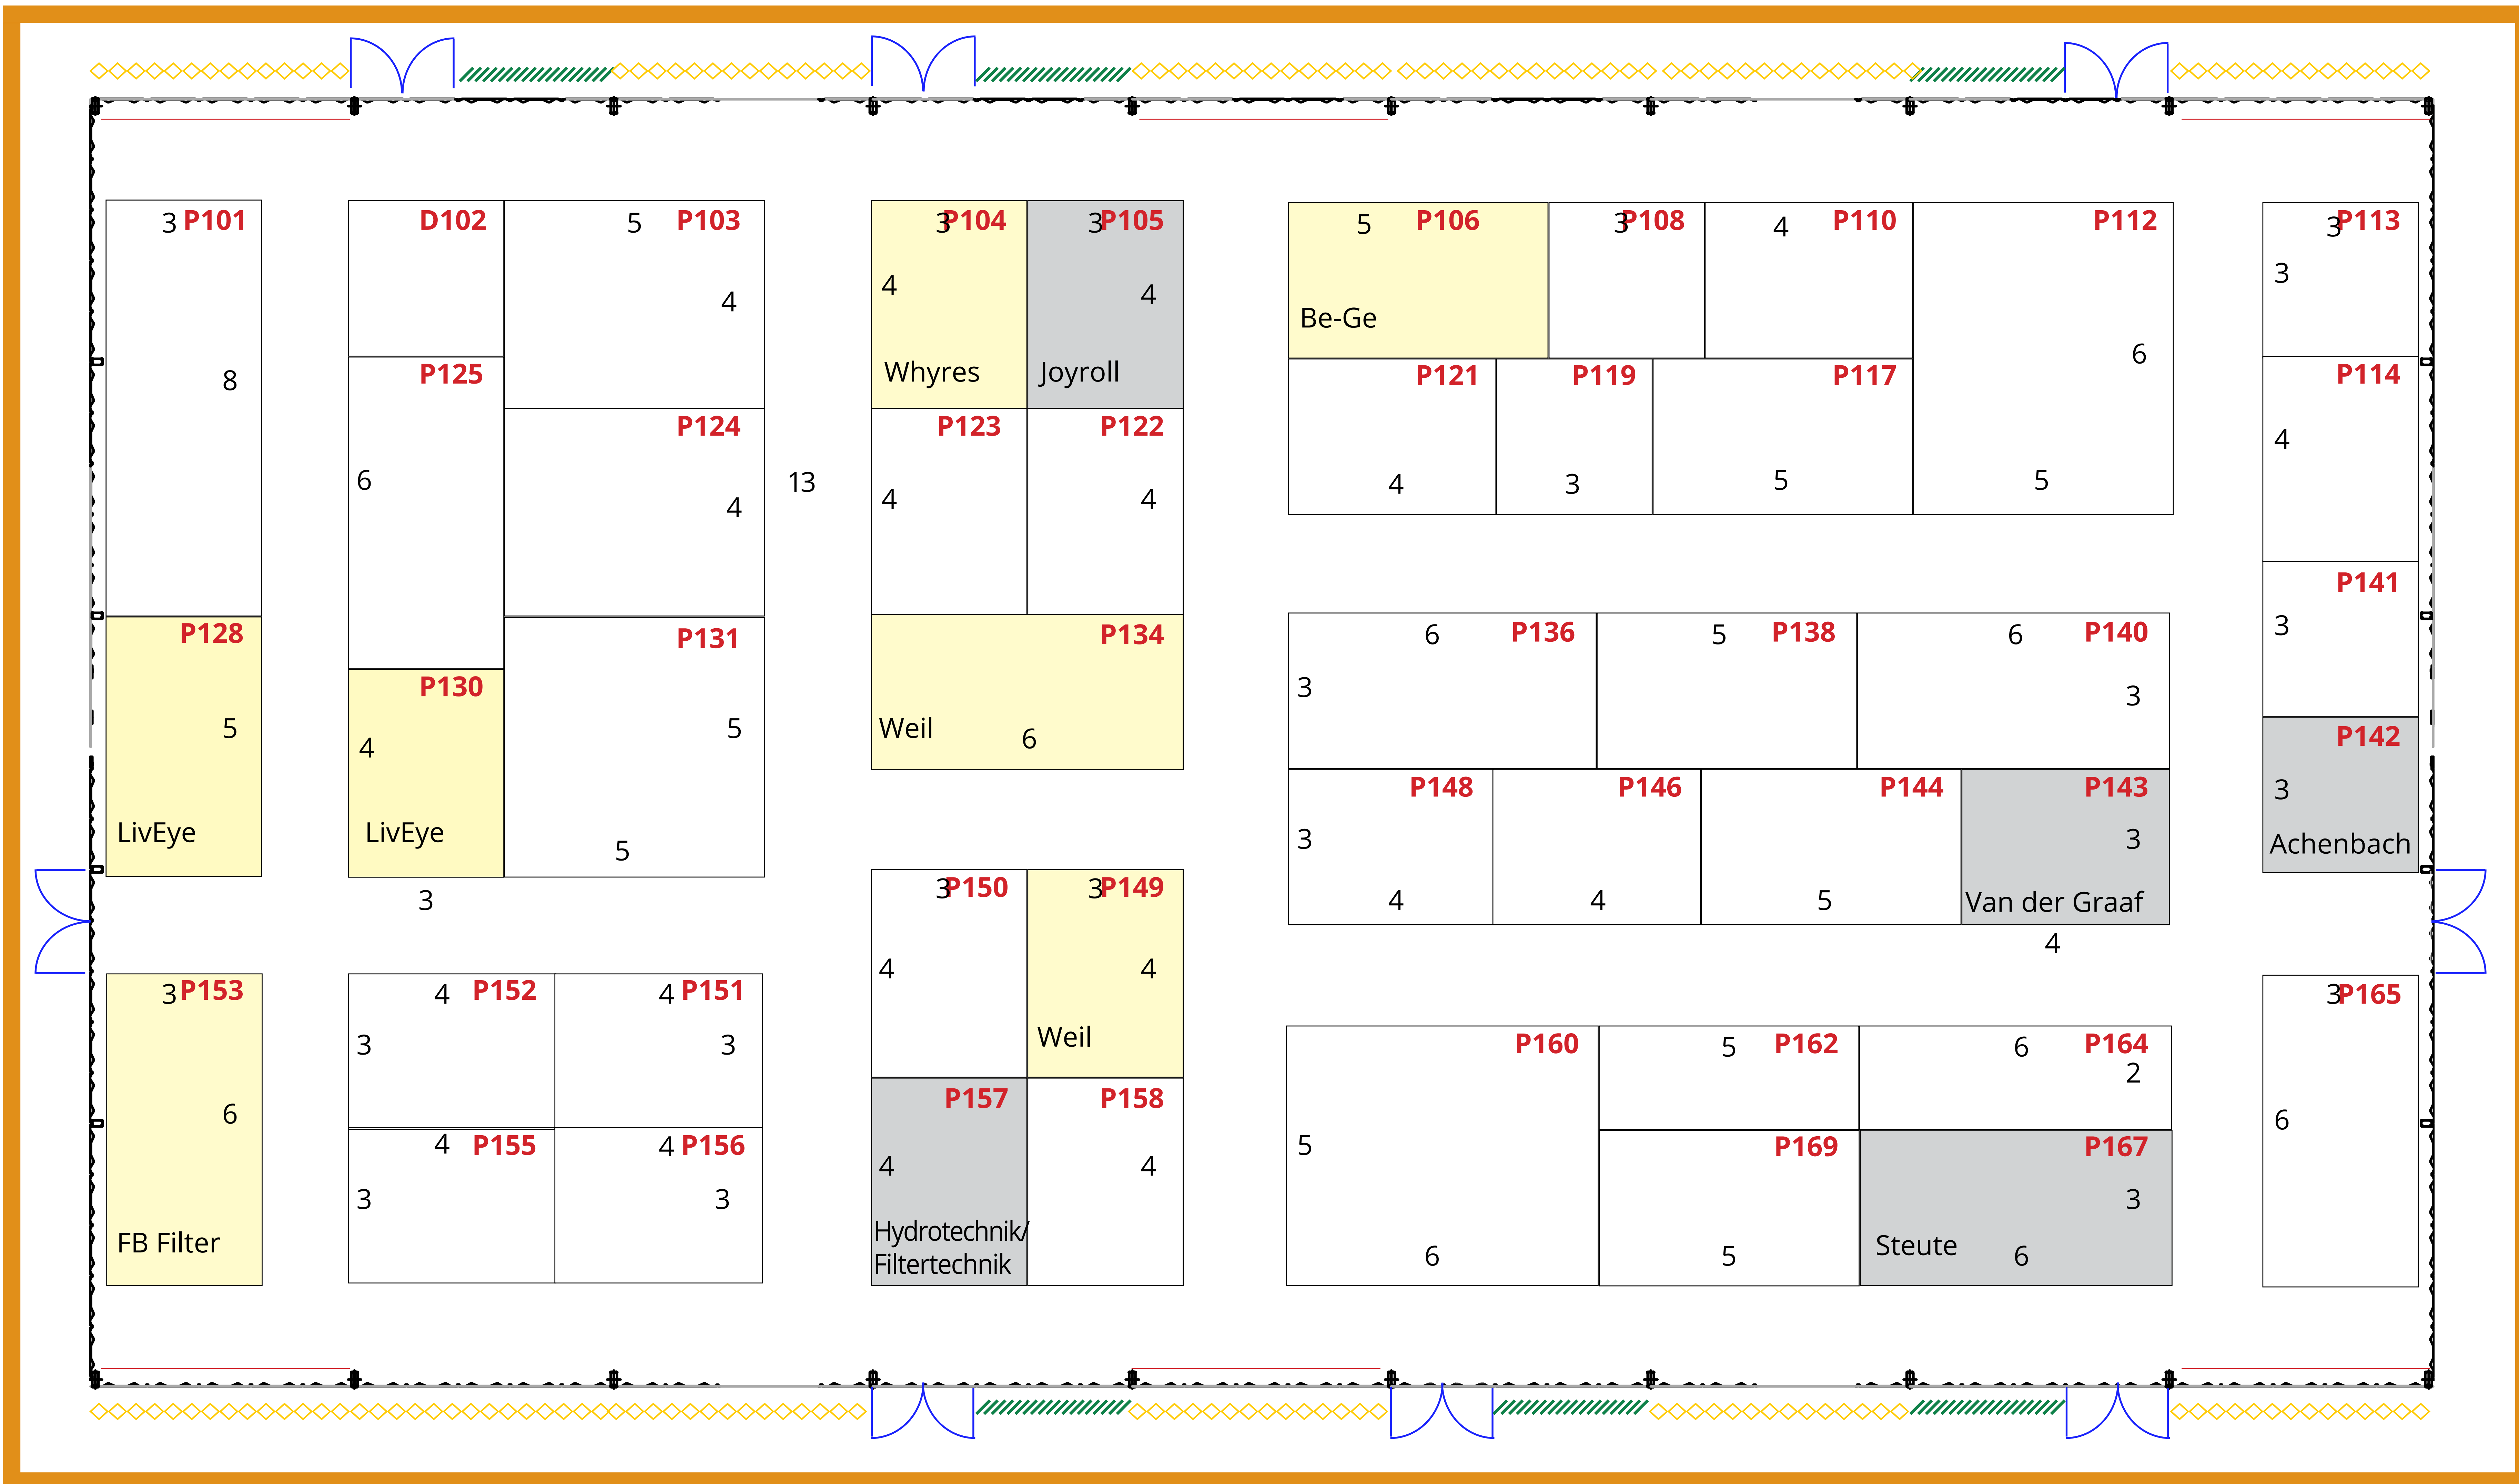 3 P101
8
P128
5
LivEye
3 P153
6
FB Filter
D102
P125
6
P130
4
LivEye
3
5 P103
4
P124
4
13
P131
5
5
4 P152
3
4 P151
3
4 P155
3
4 P156
3
3 P104
4
Whyres
3 P105
4
Joyroll
P123
4
P122
4
P134
Weil
6
3 P150
4
3 P149
4
Weil
P157
4
Hydrotechnik/
Filtertechnik
P158
4
5 P106
Be-Ge
3 P108
4 P110
P112
6
5
P121
4
P119
3
P117
5
6 P136
3
5 P138
6 P140
3
P148
3
4
P146
4
P144
5
P143
3
Van der Graaf
4
P160
5
6
5 P162
6 P164
2
P169
5
P167
3
Steute
6
3 P113
3
P114
4
P141
3
P142
3
Achenbach
3 P165
6